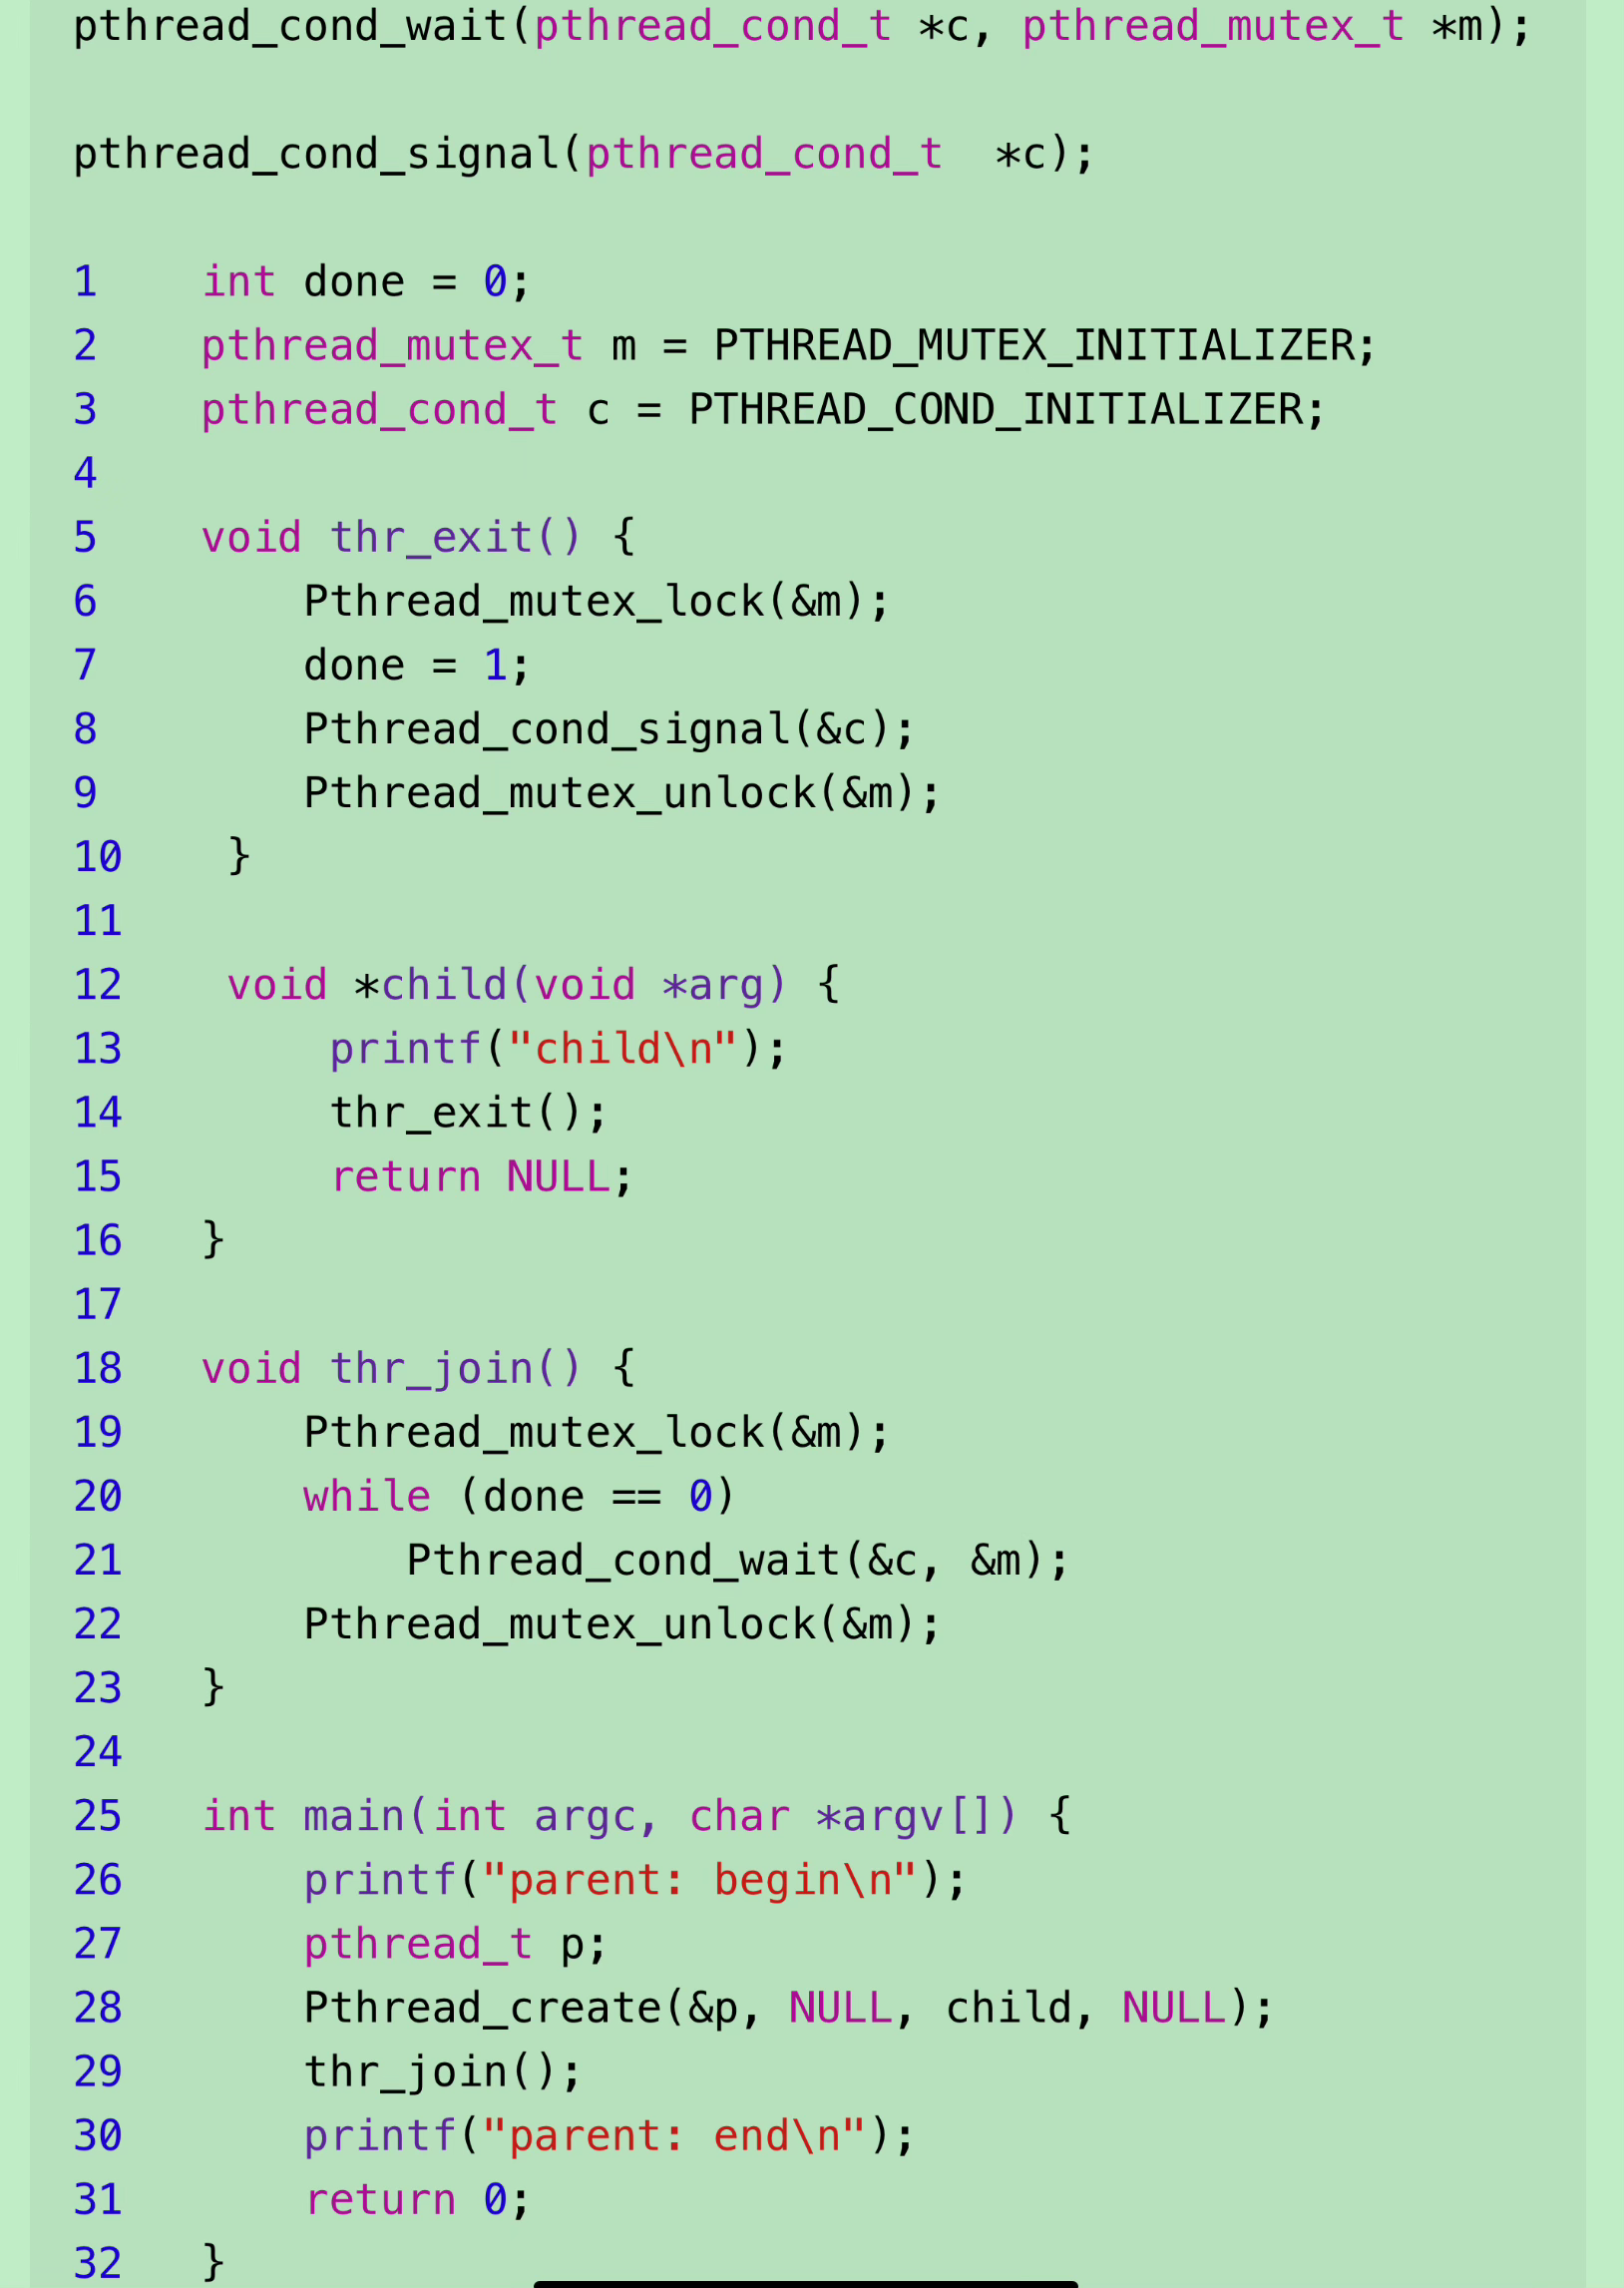 pthread_cond_wait(pthread_cond_t *c, pthread_mutex_t *m);
pthread_cond_signal(pthread_cond_t  *c);
1    int done = 0;
2    pthread_mutex_t m = PTHREAD_MUTEX_INITIALIZER;
3    pthread_cond_t c = PTHREAD_COND_INITIALIZER;
4
5    void thr_exit() {
6        Pthread_mutex_lock(&m);
7        done = 1;
8        Pthread_cond_signal(&c);
9        Pthread_mutex_unlock(&m);
10    }
11
12    void *child(void *arg) {
13        printf("child\n");
14        thr_exit();
15        return NULL;
16   }
17
18   void thr_join() {
19       Pthread_mutex_lock(&m);
20       while (done == 0)
21           Pthread_cond_wait(&c, &m);
22       Pthread_mutex_unlock(&m);
23   }
24
25   int main(int argc, char *argv[]) {
26       printf("parent: begin\n");
27       pthread_t p;
28       Pthread_create(&p, NULL, child, NULL);
29       thr_join();
30       printf("parent: end\n");
31       return 0;
32   }